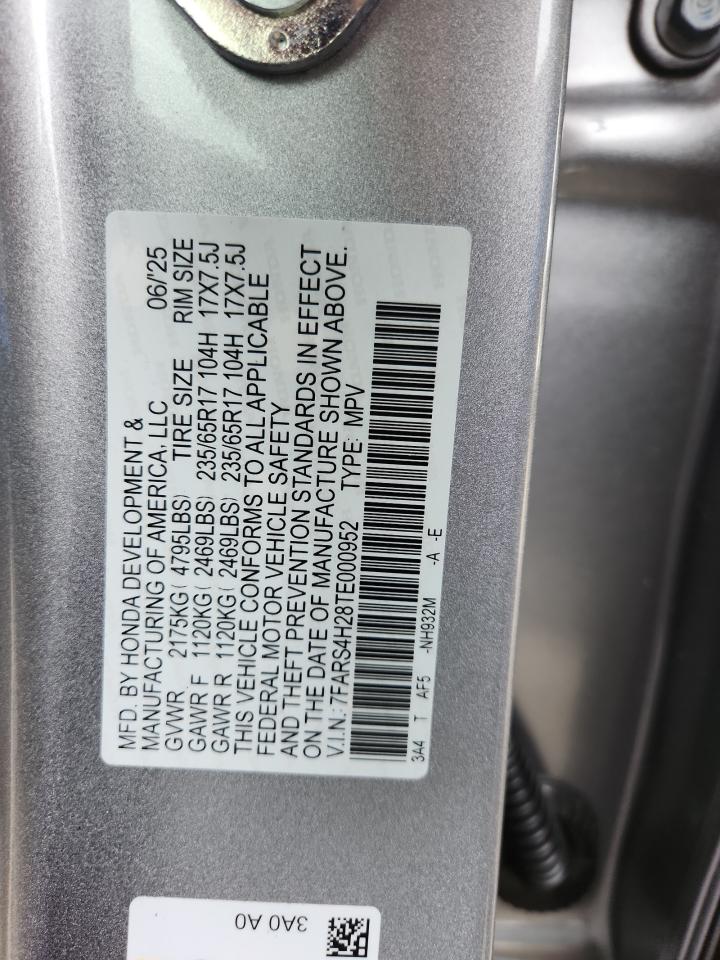 MFD. BY HONDA DEVELOPMENT &
MANUFACTURING OF AMERICA, LLC 06/'25
GVWR 2175KG ( 4795LBS) TIRE SIZE RIM SIZE
GAWR F 1120KG ( 2469LBS) 235/65R17 104H 17X7.5J
GAWR R 1120KG ( 2469LBS) 235/65R17 104H 17X7.5J
THIS VEHICLE CONFORMS TO ALL APPLICABLE
FEDERAL MOTOR VEHICLE SAFETY
AND THEFT PREVENTION STANDARDS IN EFFECT
ON THE DATE OF MANUFACTURE SHOWN ABOVE.
V.I.N.: 7FARS4H28TE000952 TYPE: MPV
3A4 T AF5 -NH932M -A -E
3A0 A0